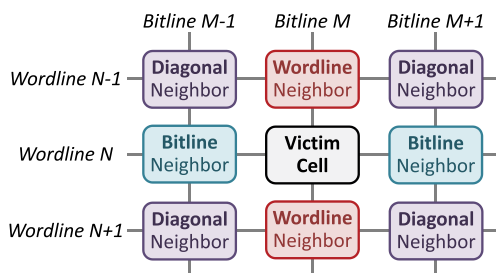 Bitline M-1 Bitline M Bitline M+1
Wordline N-1
Diagonal Neighbor
Wordline Neighbor
Diagonal Neighbor
Wordline N
Bitline Neighbor
Victim Cell
Bitline Neighbor
Wordline N+1
Diagonal Neighbor
Wordline Neighbor
Diagonal Neighbor